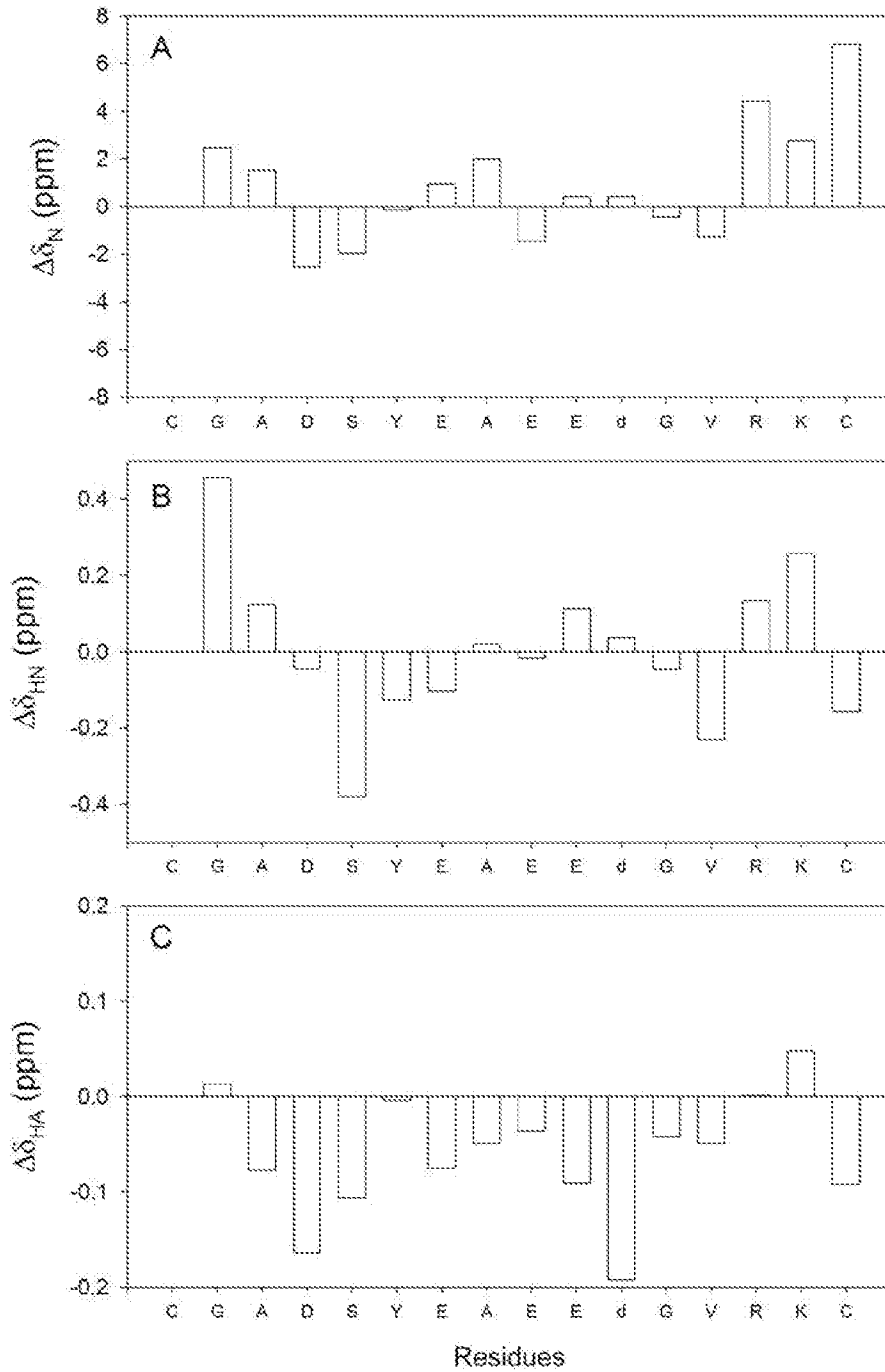 A
8
6
4
2
0
-2
-4
-6
-8
ΔδN (ppm)
C G A D S Y E A E E d G V R K C
B
0.4
0.2
0.0
-0.2
-0.4
ΔδHN (ppm)
C G A D S Y E A E E d G V R K C
C
0.2
0.1
0.0
-0.1
-0.2
ΔδHA (ppm)
C G A D S Y E A E E d G V R K C
Residues